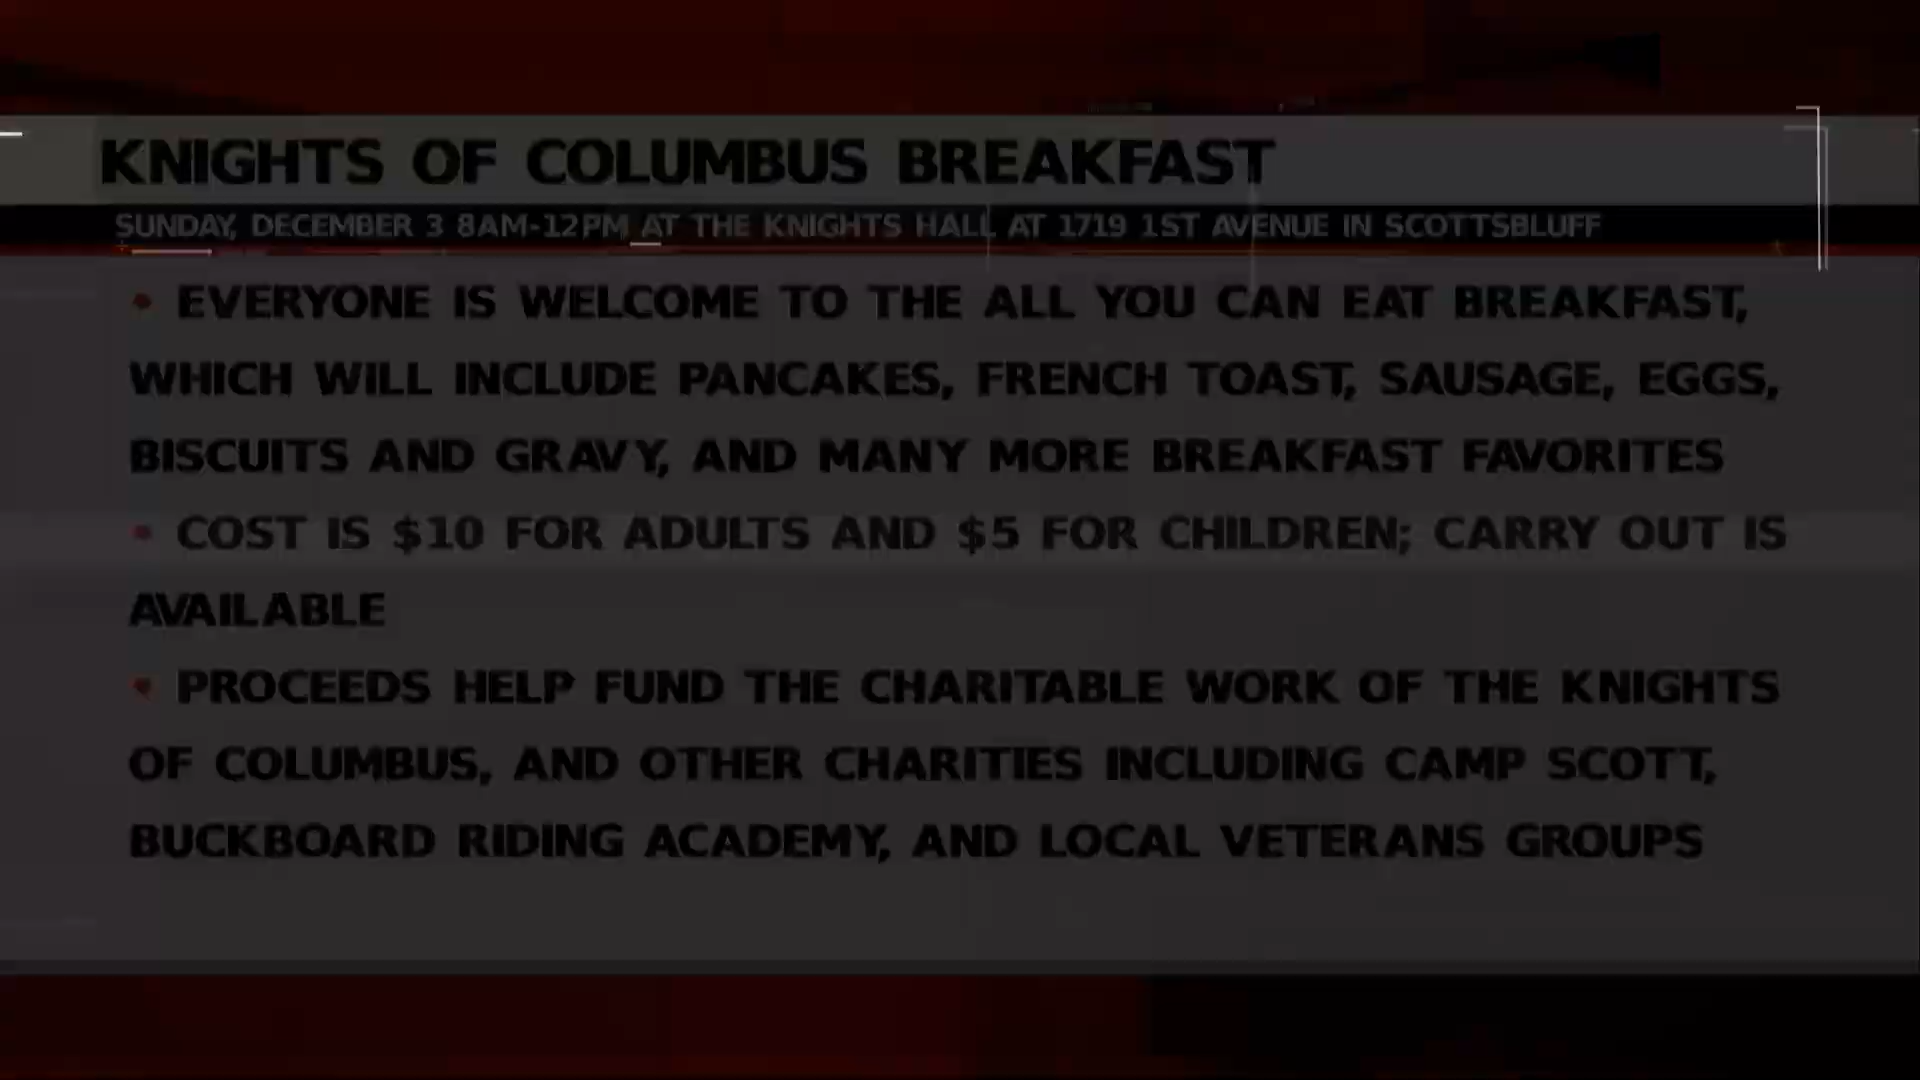 KNIGHTS OF COLUMBUS BREAKFAST
SUNDAY, DECEMBER 3 8AM-12PM AT THE KNIGHTS HALL AT 1719 1ST AVENUE IN SCOTTSBLUFF
• EVERYONE IS WELCOME TO THE ALL YOU CAN EAT BREAKFAST,
WHICH WILL INCLUDE PANCAKES, FRENCH TOAST, SAUSAGE, EGGS,
BISCUITS AND GRAVY, AND MANY MORE BREAKFAST FAVORITES
• COST IS $10 FOR ADULTS AND $5 FOR CHILDREN; CARRY OUT IS
AVAILABLE
• PROCEEDS HELP FUND THE CHARITABLE WORK OF THE KNIGHTS
OF COLUMBUS, AND OTHER CHARITIES INCLUDING CAMP SCOTT,
BUCKBOARD RIDING ACADEMY, AND LOCAL VETERANS GROUPS